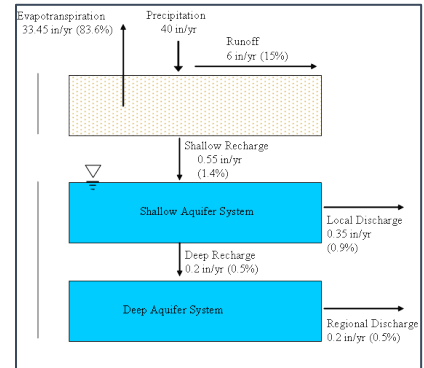 Evapotranspiration
33.45 in/yr (83.6%)
Precipitation
40 in/yr
Runoff
6 in/yr (15%)
Shallow Recharge
0.55 in/yr
(1.4%)
Shallow Aquifer System
Local Discharge
0.35 in/yr
(0.9%)
Deep Recharge
0.2 in/yr (0.5%)
Deep Aquifer System
Regional Discharge
0.2 in/yr (0.5%)